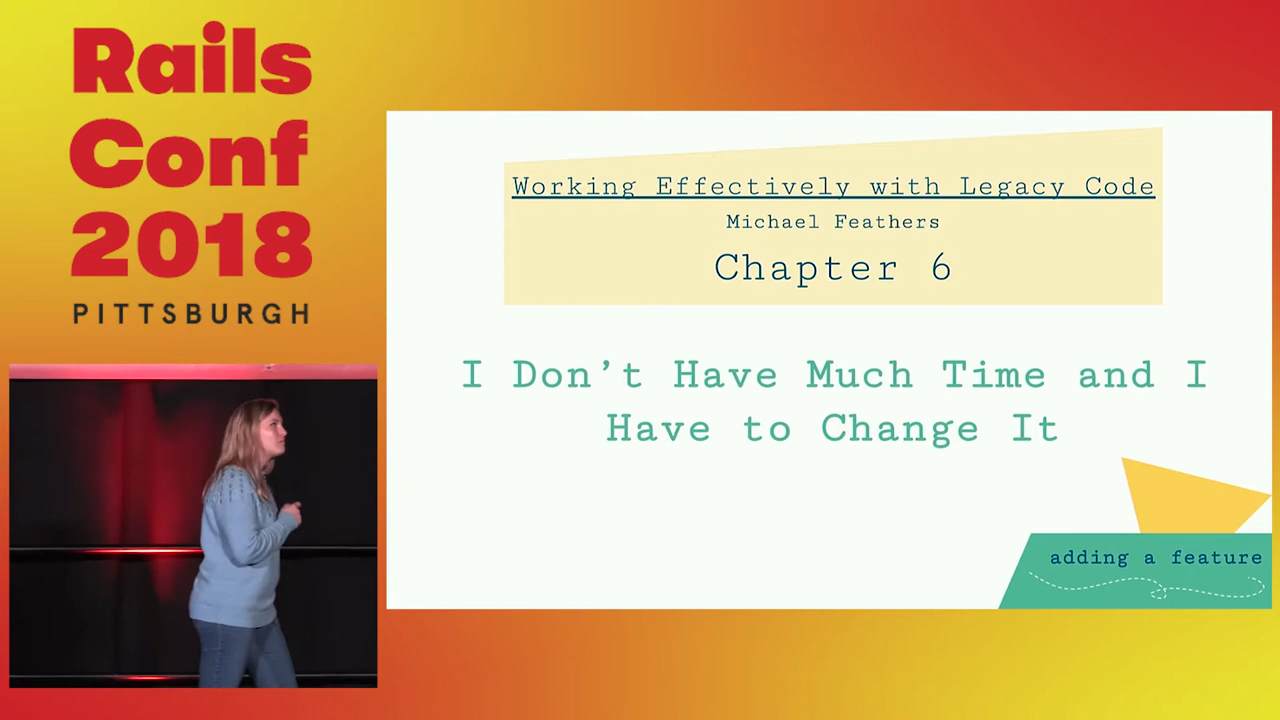 Rails
Conf
2018
PITTSBURGH
Working Effectively with Legacy Code
Michael Feathers
Chapter 6
I Don't Have Much Time and I
Have to Change It
adding a feature